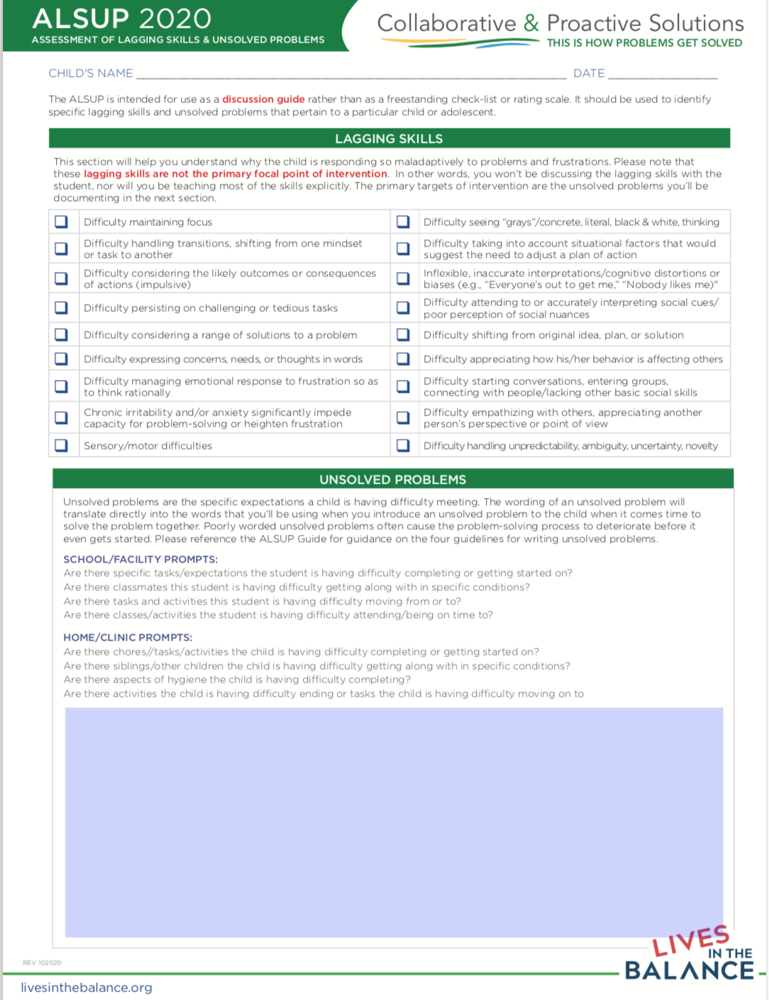 ALSUP 2020
ASSESSMENT OF LAGGING SKILLS & UNSOLVED PROBLEMS
Collaborative & Proactive Solutions
THIS IS HOW PROBLEMS GET SOLVED
CHILD'S NAME ____________________ DATE ____________________
The ALSUP is intended for use as a discussion guide rather than as a freestanding check-list or rating scale. It should be used to identify
specific lagging skills and unsolved problems that pertain to a particular child or adolescent.
LAGGING SKILLS
This section will help you understand why the child is responding so maladaptively to problems and frustrations. Please note that
these lagging skills are not the primary focal point of intervention. In other words, you won't be discussing the lagging skills with the
student, nor will you be teaching most of the skills explicitly. The primary targets of intervention are the unsolved problems you'll be
documenting in the next section.
Difficulty maintaining focus
Difficulty handling transitions, shifting from one mindset
or task to another
Difficulty considering the likely outcomes or consequences
of actions (impulsive)
Difficulty persisting on challenging or tedious tasks
Difficulty considering a range of solutions to a problem
Difficulty expressing concerns, needs, or thoughts in words
Difficulty managing emotional response to frustration so as
to think rationally
Chronic irritability and/or anxiety significantly impede
capacity for problem-solving or heighten frustration
Sensory/motor difficulties
Difficulty seeing “grays”/concrete, literal, black & white, thinking
Difficulty taking into account situational factors that would
suggest the need to adjust a plan of action
Inflexible, inaccurate interpretations/cognitive distortions or
biases (e.g., “Everyone's out to get me,” “Nobody likes me)"
Difficulty attending to or accurately interpreting social cues/
poor perception of social nuances
Difficulty shifting from original idea, plan, or solution
Difficulty appreciating how his/her behavior is affecting others
Difficulty starting conversations, entering groups,
connecting with people/lacking other basic social skills
Difficulty empathizing with others, appreciating another
person's perspective or point of view
Difficulty handling unpredictability, ambiguity, uncertainty, novelty
UNSOLVED PROBLEMS
Unsolved problems are the specific expectations a child is having difficulty meeting. The wording of an unsolved problem will
translate directly into the words that you'll be using when you introduce an unsolved problem to the child when it comes time to
solve the problem together. Poorly worded unsolved problems often cause the problem-solving process to deteriorate before it
even gets started. Please reference the ALSUP Guide for guidance on the four guidelines for writing unsolved problems.
SCHOOL/FACILITY PROMPTS:
Are there specific tasks/expectations the student is having difficulty completing or getting started on?
Are there classmates this student is having difficulty getting along with in specific conditions?
Are there tasks and activities this student is having difficulty moving from or to?
Are there classes/activities the student is having difficulty attending/being on time to?
HOME/CLINIC PROMPTS:
Are there chores//tasks/activities the child is having difficulty completing or getting started on?
Are there siblings/other children the child is having difficulty getting along with in specific conditions?
Are there aspects of hygiene the child is having difficulty completing?
Are there activities the child is having difficulty ending or tasks the child is having difficulty moving on to
REV 102020
LIVES
IN THE
BALANCE
livesinthebalance.org